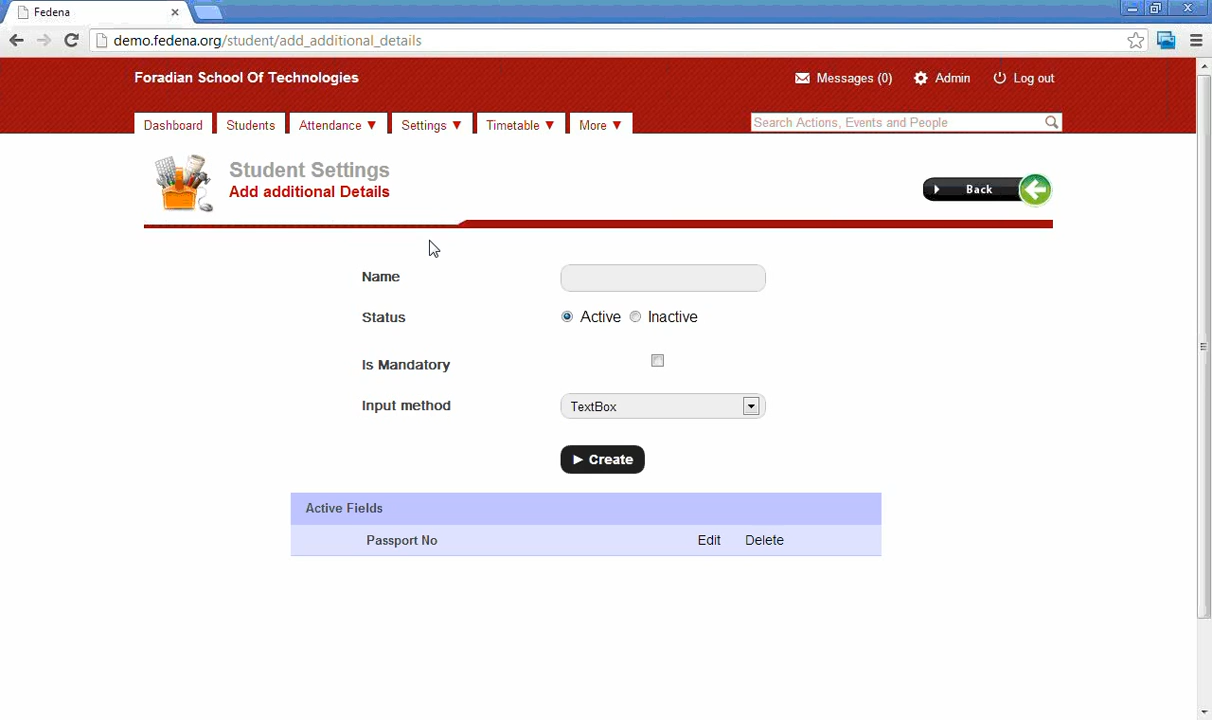 Fedena
demo.fedena.org/student/add_additional_details
Foradian School Of Technologies
Messages (0) Admin Log out
Dashboard Students Attendance ▼ Settings ▼ Timetable ▼ More ▼ Search Actions, Events and People
Student Settings
Add additional Details
Back
Name
Status Active Inactive
Is Mandatory
Input method TextBox
Create
Active Fields
Passport No Edit Delete